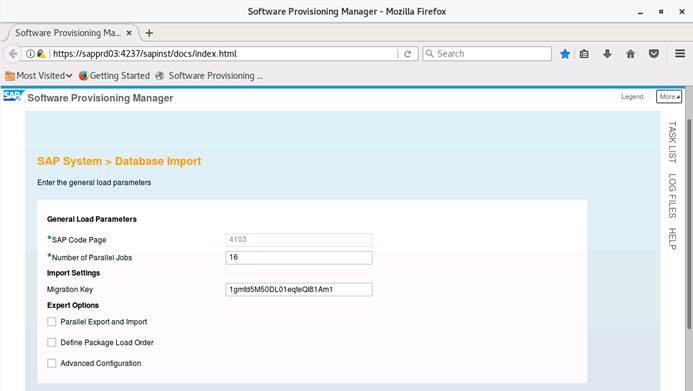 Software Provisioning Manager - Mozilla Firefox
Software Provisioning Ma...
https://sapprd03:4237/sapinst/docs/index.html
Search
Most Visited
Getting Started
Software Provisioning ...
SAP
Software Provisioning Manager
Legend
More
TASK LIST
LOG FILES
HELP
SAP System > Database Import
Enter the general load parameters
General Load Parameters
*SAP Code Page
4103
*Number of Parallel Jobs
16
Import Settings
Migration Key
1gmfd5M50DL01eqteQI81Am1
Expert Options
Parallel Export and Import
Define Package Load Order
Advanced Configuration